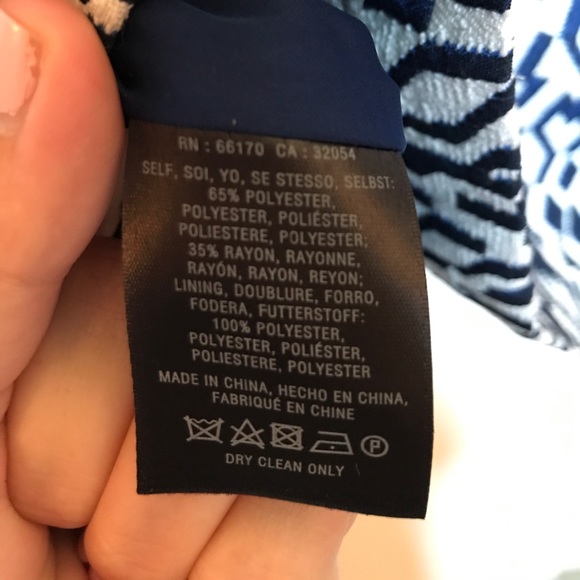 RN : 66170 CA : 32054
SELF, SOI, YO, SE STESSO, SELBST:
65% POLYESTER,
POLYESTER, POLIÉSTER,
POLIESTERE, POLYESTER;
35% RAYON, RAYONNE,
RAYÓN, RAYON, REYON;
LINING, DOUBLURE, FORRO,
FODERA, FUTTERSTOFF:
100% POLYESTER,
POLYESTER, POLIÉSTER,
POLIESTERE, POLYESTER
MADE IN CHINA, HECHO EN CHINA,
FABRIQUÉ EN CHINE
P
DRY CLEAN ONLY